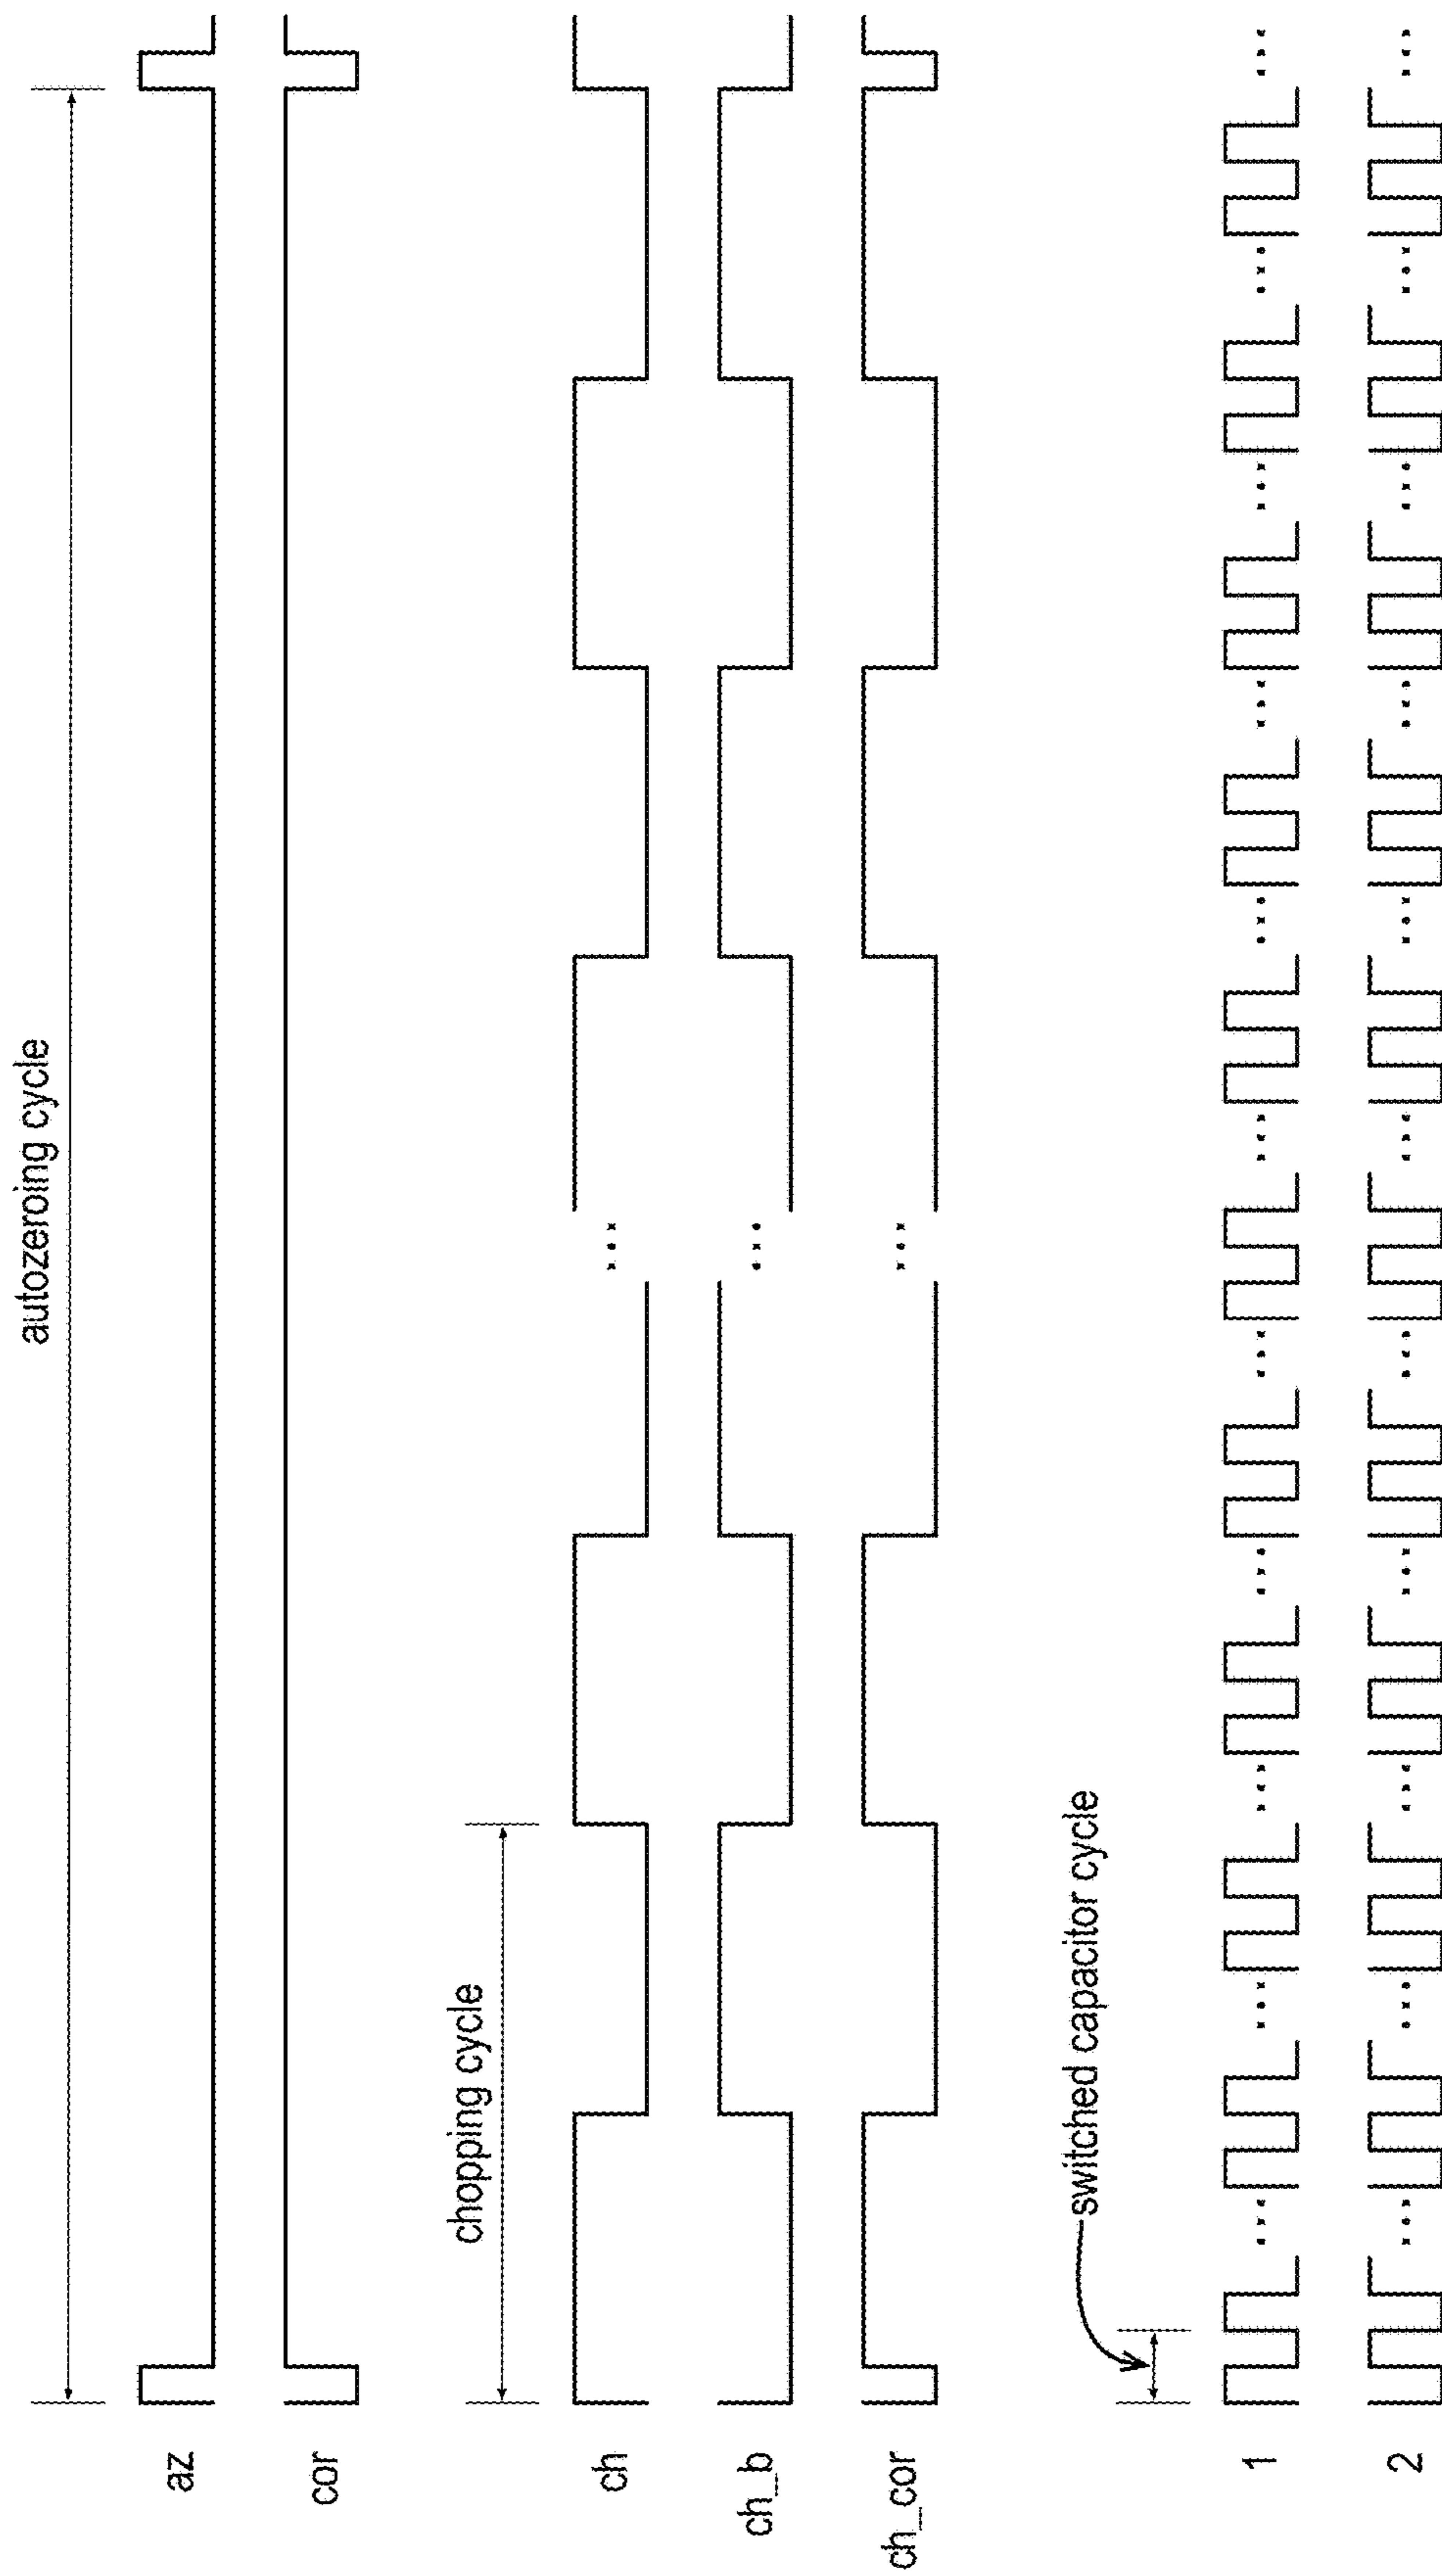 autozeroing cycle
az
cor
chopping cycle
ch
ch_b
ch_cor
switched capacitor cycle
1
2